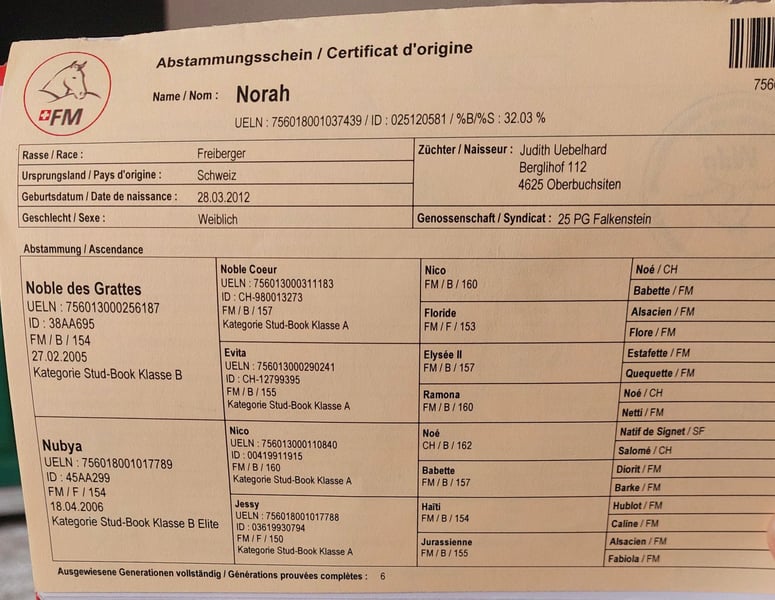 FM
Abstammungsschein / Certificat d'origine
Name / Nom : Norah
UELN : 756018001037439 / ID : 025120581 / %B/%S : 32.03 %
756
Rasse / Race : Freiberger
Ursprungsland / Pays d'origine : Schweiz
Geburtsdatum / Date de naissance : 28.03.2012
Geschlecht / Sexe : Weiblich
Züchter / Naisseur : Judith Uebelhard
Berglihof 112
4625 Oberbuchsiten
Genossenschaft / Syndicat : 25 PG Falkenstein
Abstammung / Ascendance
Noble des Grattes
UELN : 756013000256187
ID : 38AA695
FM / B / 154
27.02.2005
Kategorie Stud-Book Klasse B
Nubya
UELN : 756018001017789
ID : 45AA299
FM / F / 154
18.04.2006
Kategorie Stud-Book Klasse B Elite
Noble Coeur
UELN : 756013000311183
ID : CH-980013273
FM / B / 157
Kategorie Stud-Book Klasse A
Evita
UELN : 756013000290241
ID : CH-12799395
FM / B / 155
Kategorie Stud-Book Klasse A
Nico
UELN : 756013000110840
ID : 00419911915
FM / B / 160
Kategorie Stud-Book Klasse A
Jessy
UELN : 756018001017788
ID : 03619930794
FM / F / 150
Kategorie Stud-Book Klasse A
Nico
FM / B / 160
Floride
FM / F / 153
Elysée II
FM / B / 157
Ramona
FM / B / 160
Noé
CH / B / 162
Babette
FM / B / 157
Haïti
FM / B / 154
Jurassienne
FM / B / 155
Noé / CH
Babette / FM
Alsacien / FM
Flore / FM
Estafette / FM
Quequette / FM
Noé / CH
Netti / FM
Natif de Signet / SF
Salomé / CH
Diorit / FM
Barke / FM
Hublot / FM
Caline / FM
Alsacien / FM
Fabiola / FM
Ausgewiesene Generationen vollständig / Générations prouvées complètes : 6